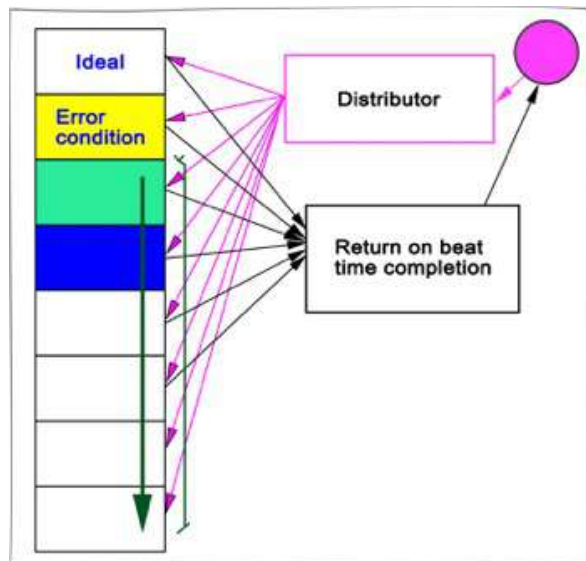 Ideal
Distributor
Error
condition
Return on beat
time completion